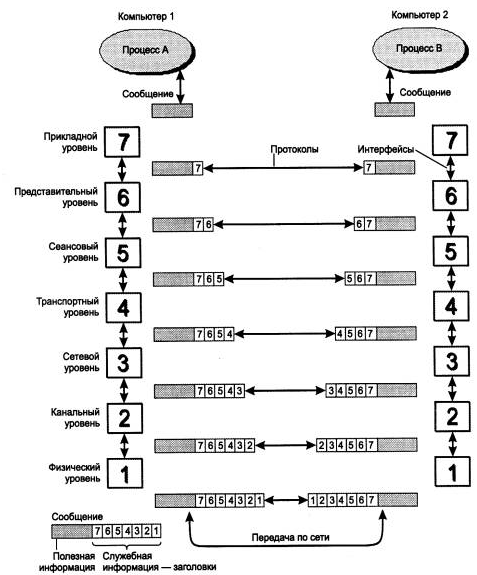 Компьютер 1
Компьютер 2
Процесс A
Процесс B
Сообщение
Сообщение
Прикладной
уровень
7
7
Протоколы
7
Интерфейсы
7
Представительный
уровень
6
7 6
6 7
6
Сеансовый
уровень
5
7 6 5
5 6 7
5
Транспортный
уровень
4
7 6 5 4
4 5 6 7
4
Сетевой
уровень
3
7 6 5 4 3
3 4 5 6 7
3
Канальный
уровень
2
7 6 5 4 3 2
2 3 4 5 6 7
2
Физический
уровень
1
7 6 5 4 3 2 1
1 2 3 4 5 6 7
1
Сообщение
7 6 5 4 3 2 1
Полезная
информация
Служебная
информация — заголовки
Передача по сети